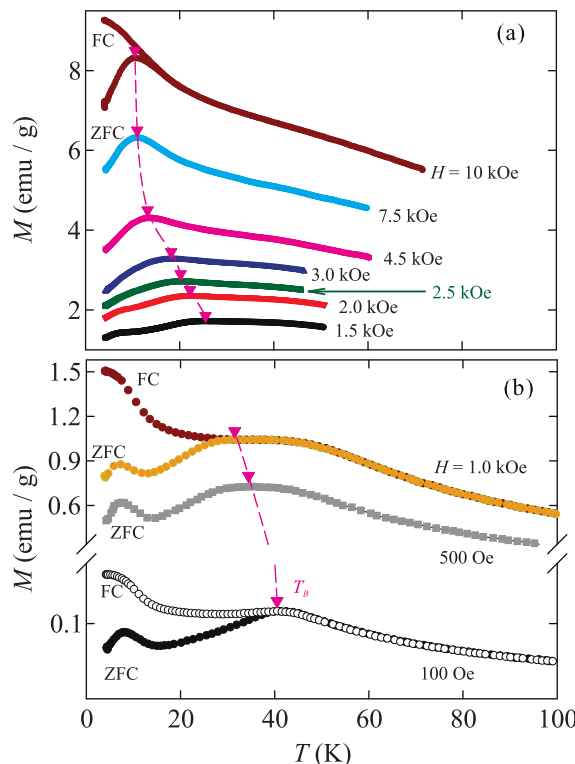 (a)
FC
8
ZFC
6
H = 10 kOe
7.5 kOe
4
4.5 kOe
3.0 kOe
2.5 kOe
2
2.0 kOe
1.5 kOe
M (emu / g)
1.5
FC
(b)
1.2
ZFC
0.9
H = 1.0 kOe
0.6
ZFC
500 Oe
FC
T_B
0.1
ZFC
100 Oe
M (emu / g)
0 20 40 60 80 100
T (K)